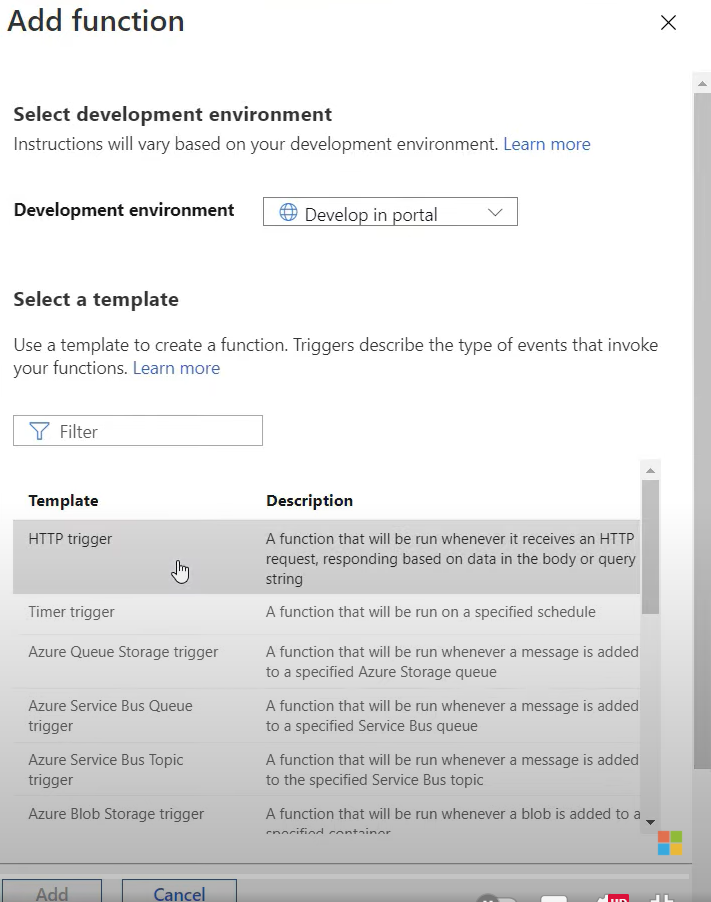 Add function
Select development environment
Instructions will vary based on your development environment. Learn more
Development environment
Develop in portal
Select a template
Use a template to create a function. Triggers describe the type of events that invoke
your functions. Learn more
Filter
Template Description
HTTP trigger A function that will be run whenever it receives an HTTP
request, responding based on data in the body or query
string
Timer trigger A function that will be run on a specified schedule
Azure Queue Storage trigger A function that will be run whenever a message is added
to a specified Azure Storage queue
Azure Service Bus Queue A function that will be run whenever a message is added
trigger to a specified Service Bus queue
Azure Service Bus Topic A function that will be run whenever a message is added
trigger to the specified Service Bus topic
Azure Blob Storage trigger A function that will be run whenever a blob is added to a
specified container
Add Cancel